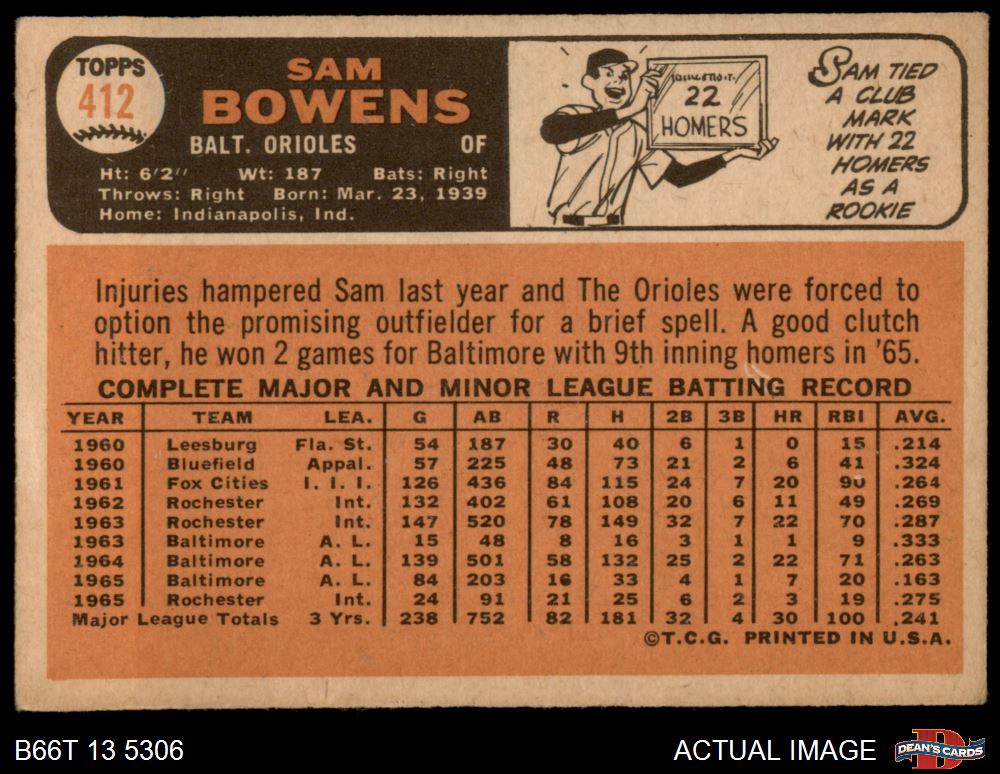 TOPPS
412
SAM
BOWENS
BALT. ORIOLES OF
Ht: 6'2" Wt: 187 Bats: Right
Throws: Right Born: Mar. 23, 1939
Home: Indianapolis, Ind.
22
HOMERS
SAM TIED
A CLUB
MARK
WITH 22
HOMERS
AS A
ROOKIE
Injuries hampered Sam last year and The Orioles were forced to
option the promising outfielder for a brief spell. A good clutch
hitter, he won 2 games for Baltimore with 9th inning homers in '65.
COMPLETE MAJOR AND MINOR LEAGUE BATTING RECORD
YEAR TEAM LEA. G AB R H 2B 3B HR RBI AVG.
1960 Leesburg Fla. St. 54 187 30 40 6 1 0 15 .214
1960 Bluefield Appal. 57 225 48 73 21 2 6 41 .324
1961 Fox Cities I. I. I. 126 436 84 115 24 7 20 90 .264
1962 Rochester Int. 132 402 61 108 20 6 11 49 .269
1963 Rochester Int. 147 520 78 149 32 7 22 70 .287
1963 Baltimore A. L. 15 48 8 16 3 1 1 9 .333
1964 Baltimore A. L. 139 501 58 132 25 2 22 71 .263
1965 Baltimore A. L. 84 203 16 33 4 1 7 20 .163
1965 Rochester Int. 24 91 21 25 6 2 3 19 .275
Major League Totals 3 Yrs. 238 752 82 181 32 4 30 100 .241
©T.C.G. PRINTED IN U.S.A.
B66T 13 5306
ACTUAL IMAGE
DEAN'S CARDS